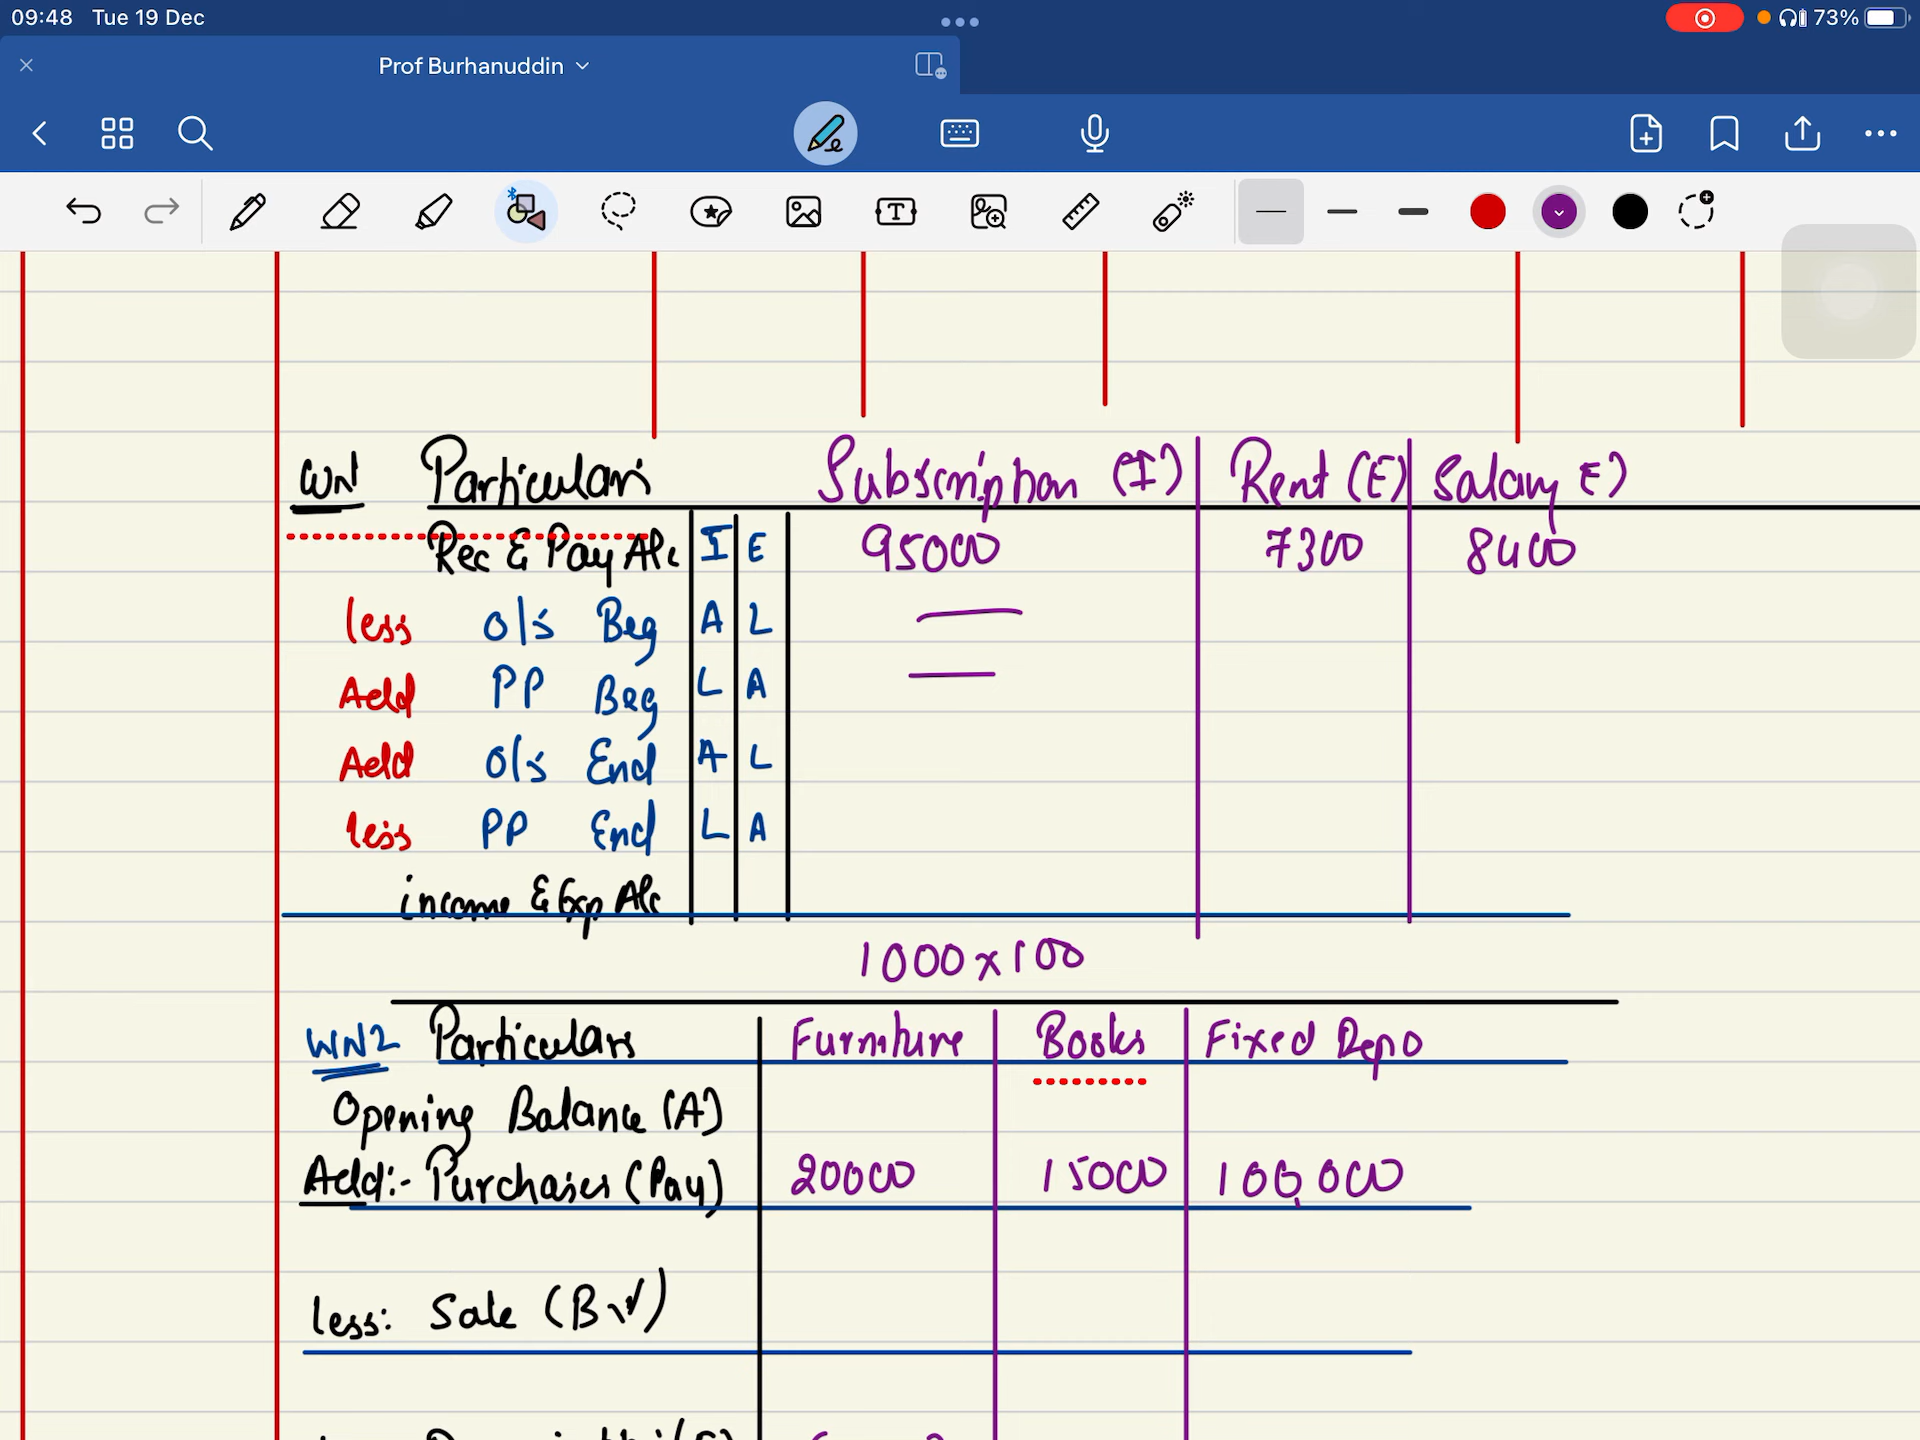 09:48 Tue 19 Dec 73%
Prof Burhanuddin
WN1 Particulars Subscription (I) Rent (E) Salary E)
Rec & Pay A/c I E 95000 7300 8400
less o/s Beg A L
Add PP Beg L A
Add o/s End A L
less PP End L A
income & Exp A/c
1000 x 100
WN2 Particulars Furniture Books Fixed Depo
Opening Balance (A)
Add:- Purchases (Pay) 20000 15000 100,000
less: Sale (B.V)